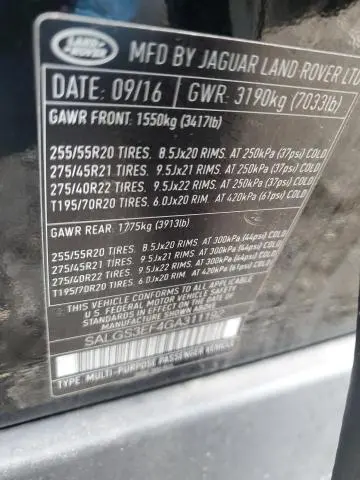 LAND ROVER
MFD BY JAGUAR LAND ROVER LTD
DATE: 09/16 GWR: 3190kg (7033lb)
GAWR FRONT: 1550kg (3417lb)
255/55R20 TIRES. 8.5Jx20 RIMS. AT 250kPa (37psi) COLD
275/45R21 TIRES. 9.5Jx21 RIMS. AT 250kPa (37psi) COLD
275/40R22 TIRES. 9.5Jx22 RIMS. AT 250kPa (37psi) COLD
T195/70R20 TIRES. 6.0Jx20 RIMS. AT 420kPa (61psi) COLD
GAWR REAR: 1775kg (3913lb)
255/55R20 TIRES. 8.5Jx20 RIMS. AT 300kPa (44psi) COLD
275/45R21 TIRES. 9.5Jx21 RIMS. AT 300kPa (44psi) COLD
275/40R22 TIRES. 9.5Jx22 RIMS. AT 300kPa (44psi) COLD
T195/70R20 TIRES. 6.0Jx20 RIMS. AT 420kPa (61psi) COLD
THIS VEHICLE CONFORMS TO ALL APPLICABLE
U.S. FEDERAL MOTOR VEHICLE SAFETY
STANDARDS IN EFFECT ON THE DATE OF
MANUFACTURE SHOWN ABOVE
SALGS3EF4GA311192
TYPE: MULTI-PURPOSE PASSENGER VEHICLE